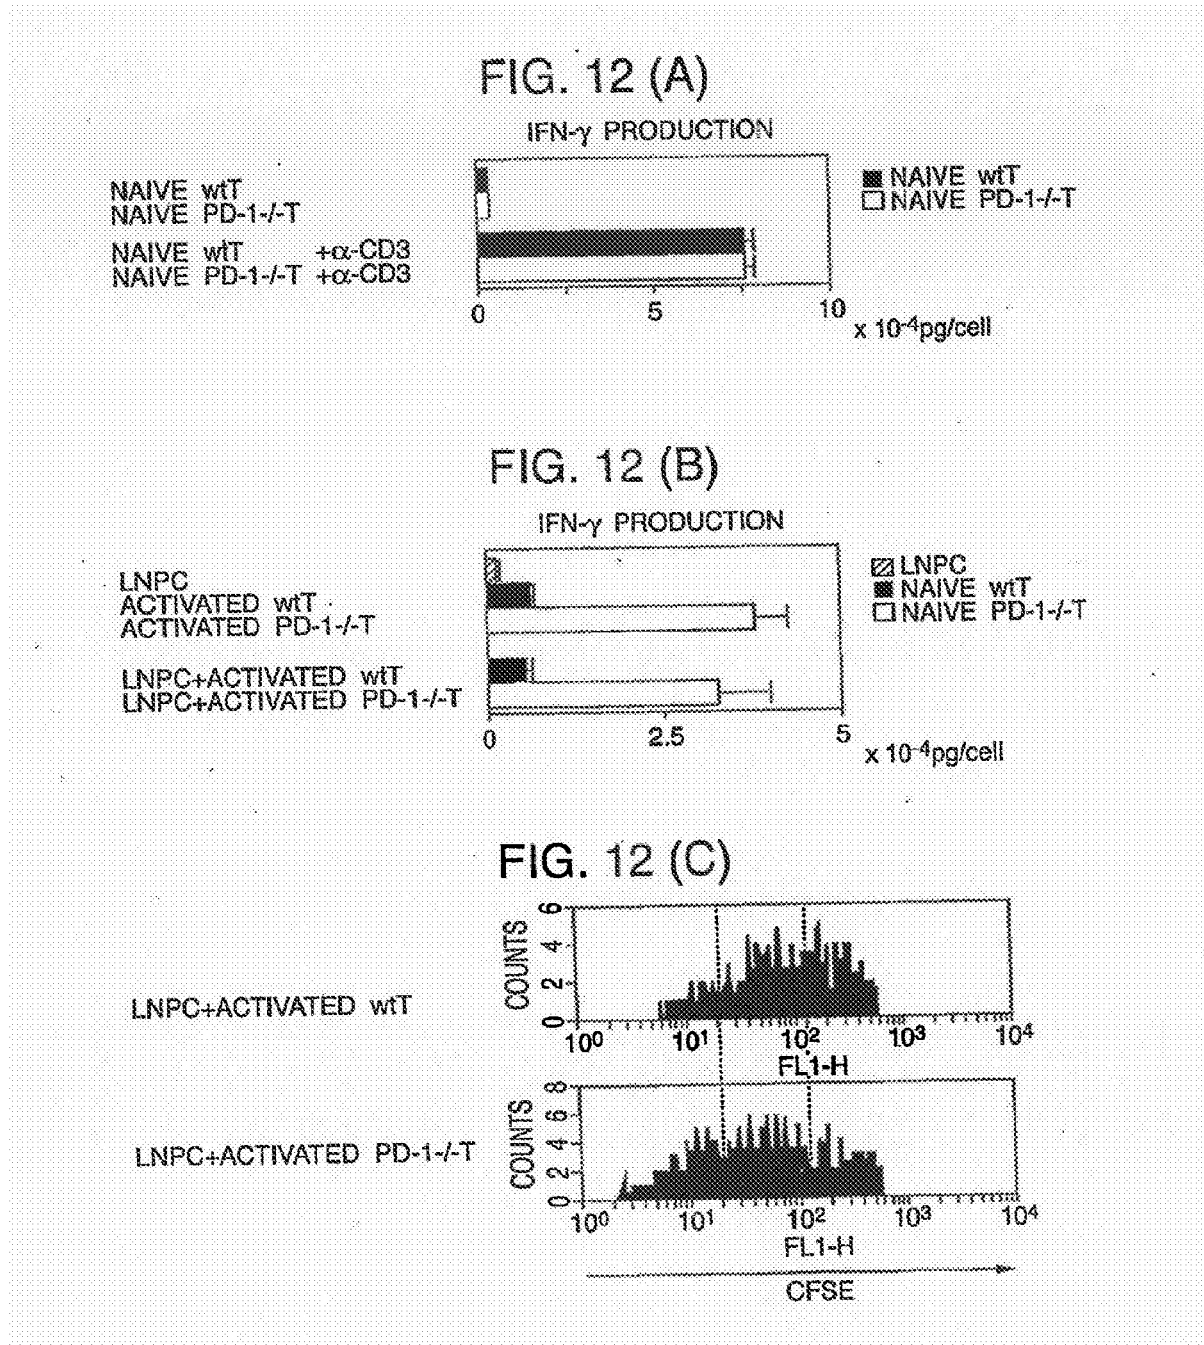 FIG. 12 (A)
IFN-γ PRODUCTION
NAIVE wtT
NAIVE PD-1-/-T
NAIVE wtT +α-CD3
NAIVE PD-1-/-T +α-CD3
NAIVE wtT
NAIVE PD-1-/-T
0 5 10
x 10-4pg/cell
FIG. 12 (B)
IFN-γ PRODUCTION
LNPC
ACTIVATED wtT
ACTIVATED PD-1-/-T
LNPC+ACTIVATED wtT
LNPC+ACTIVATED PD-1-/-T
LNPC
NAIVE wtT
NAIVE PD-1-/-T
0 2.5 5
x 10-4pg/cell
FIG. 12 (C)
LNPC+ACTIVATED wtT
COUNTS
6
4
2
0
10⁰ 10¹ 10² 10³ 10⁴
FL1-H
LNPC+ACTIVATED PD-1-/-T
COUNTS
8
6
4
2
0
10⁰ 10¹ 10² 10³ 10⁴
FL1-H
CFSE